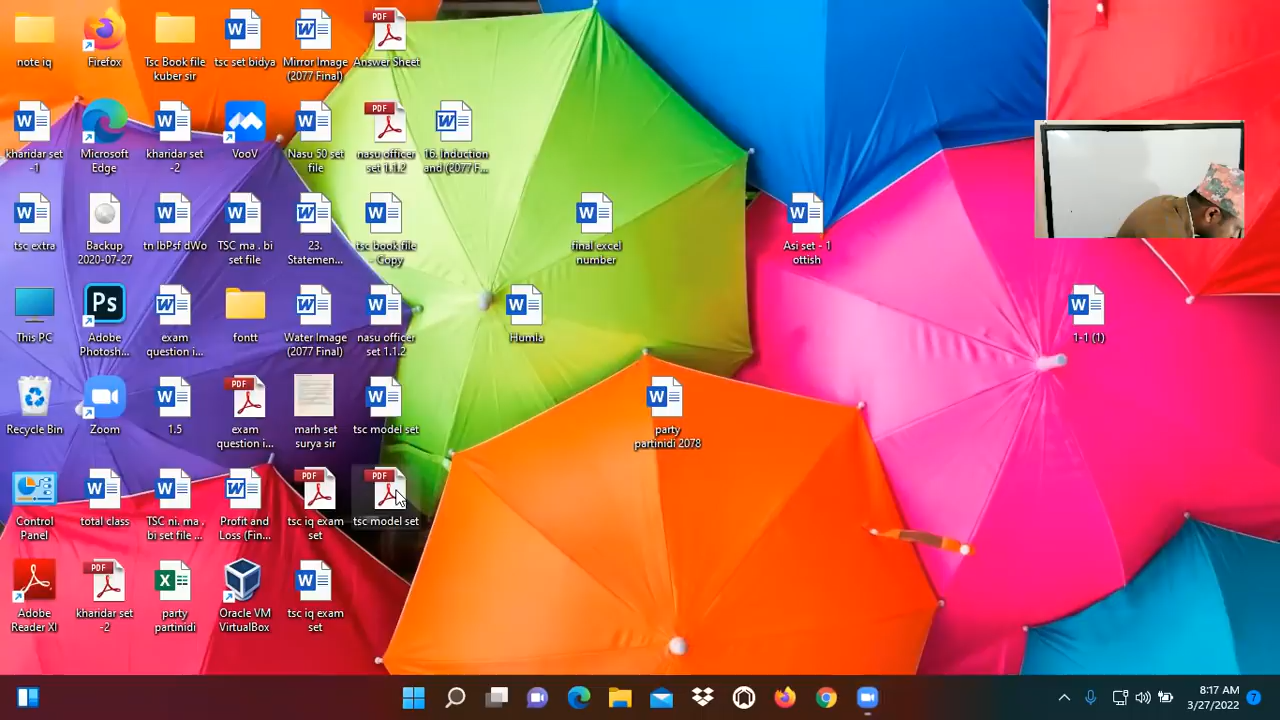 note iq
Firefox
Tsc Book file
kuber sir
tsc set bidya
Mirror Image
(2077 Final)
Answer Sheet
kharidar set
-1
Microsoft
Edge
kharidar set
-2
VooV
Nasu 50 set
file
nasu officer
set 1.1.2
16. Induction
and (2077 F...
tsc extra
Backup
2020-07-27
tn lbPsf dWo
TSC ma . bi
set file
23.
Statemen...
tsc book file
- Copy
final excel
number
Asi set - 1
ottish
This PC
Adobe
Photosh...
exam
question i...
fontt
Water Image
(2077 Final)
nasu officer
set 1.1.2
Humla
1-1 (1)
Recycle Bin
Zoom
1.5
exam
question i...
marh set
surya sir
tsc model set
party
partinidi 2078
Control
Panel
total class
TSC ni. ma .
bi set file ...
Profit and
Loss (Fin...
tsc iq exam
set
tsc model set
Adobe
Reader XI
kharidar set
-2
party
partinidi
Oracle VM
VirtualBox
tsc iq exam
set
8:17 AM
3/27/2022
7